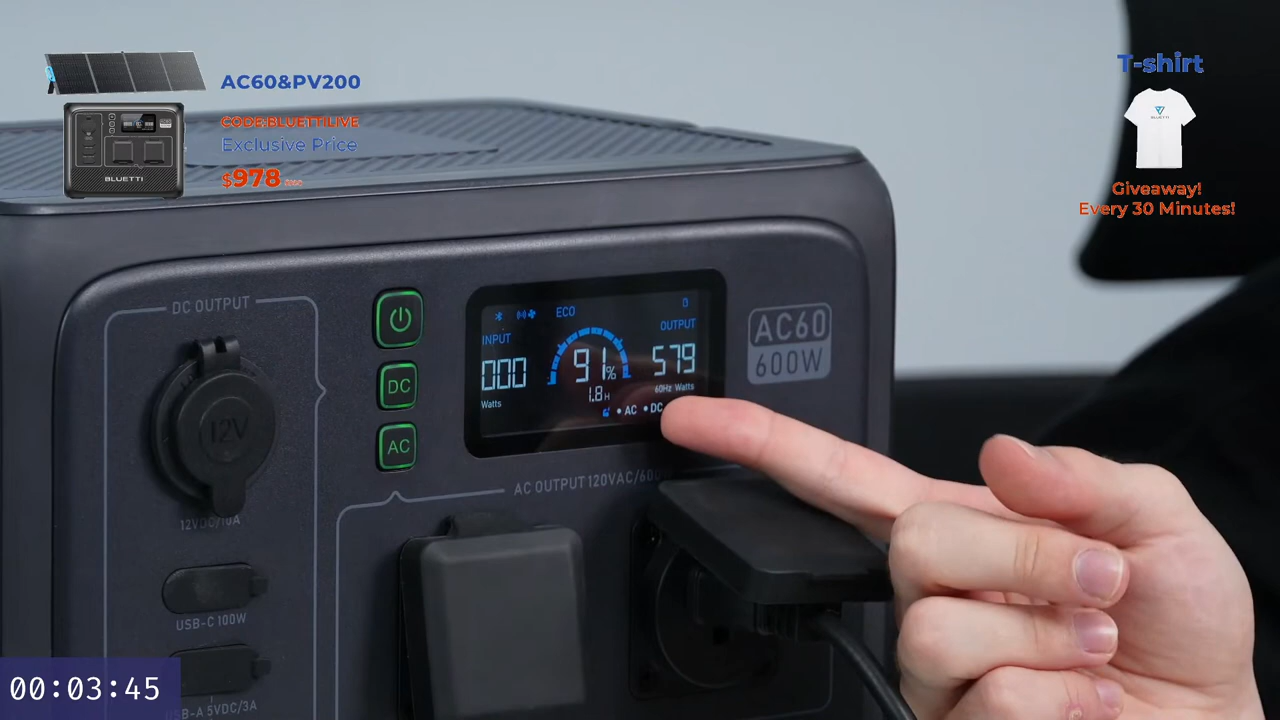 AC60&PV200
CODE:BLUETTILIVE
Exclusive Price
$978
BLUETTI
T-shirt
BLUETTI
Giveaway!
Every 30 Minutes!
DC OUTPUT
12V
12VDC/10A
USB-C 100W
USB-A 5VDC/3A
DC
AC
ECO
INPUT
OUTPUT
000
91%
579
Watts
1.8H
60Hz Watts
AC
DC
AC60
600W
AC OUTPUT 120VAC/600
00:03:45